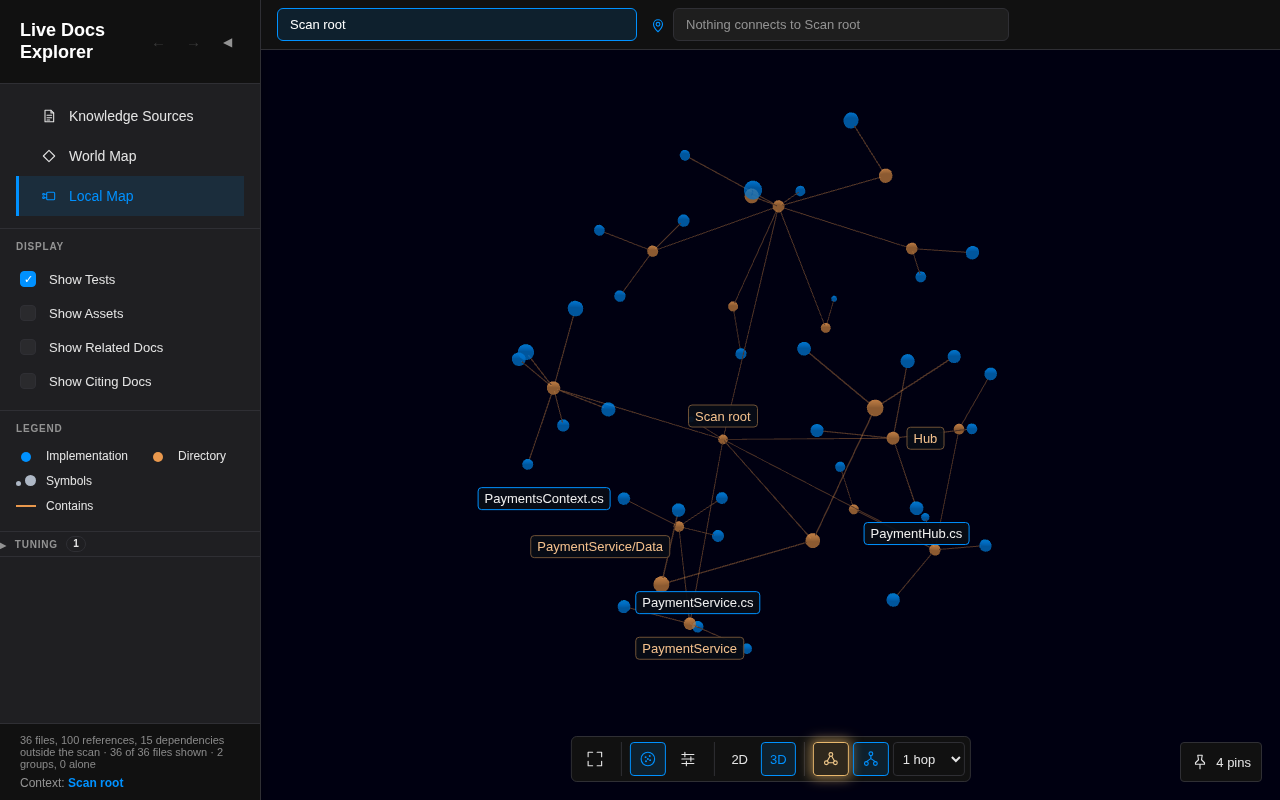 Live Docs
Explorer
← → ◀
Scan root
Nothing connects to Scan root
Knowledge Sources
World Map
Local Map
DISPLAY
Show Tests
Show Assets
Show Related Docs
Show Citing Docs
LEGEND
Implementation
Directory
Symbols
Contains
TUNING 1
Scan root
Hub
PaymentsContext.cs
PaymentHub.cs
PaymentService/Data
PaymentService.cs
PaymentService
36 files, 100 references, 15 dependencies
outside the scan · 36 of 36 files shown · 2
groups, 0 alone
Context: Scan root
2D
3D
1 hop
4 pins